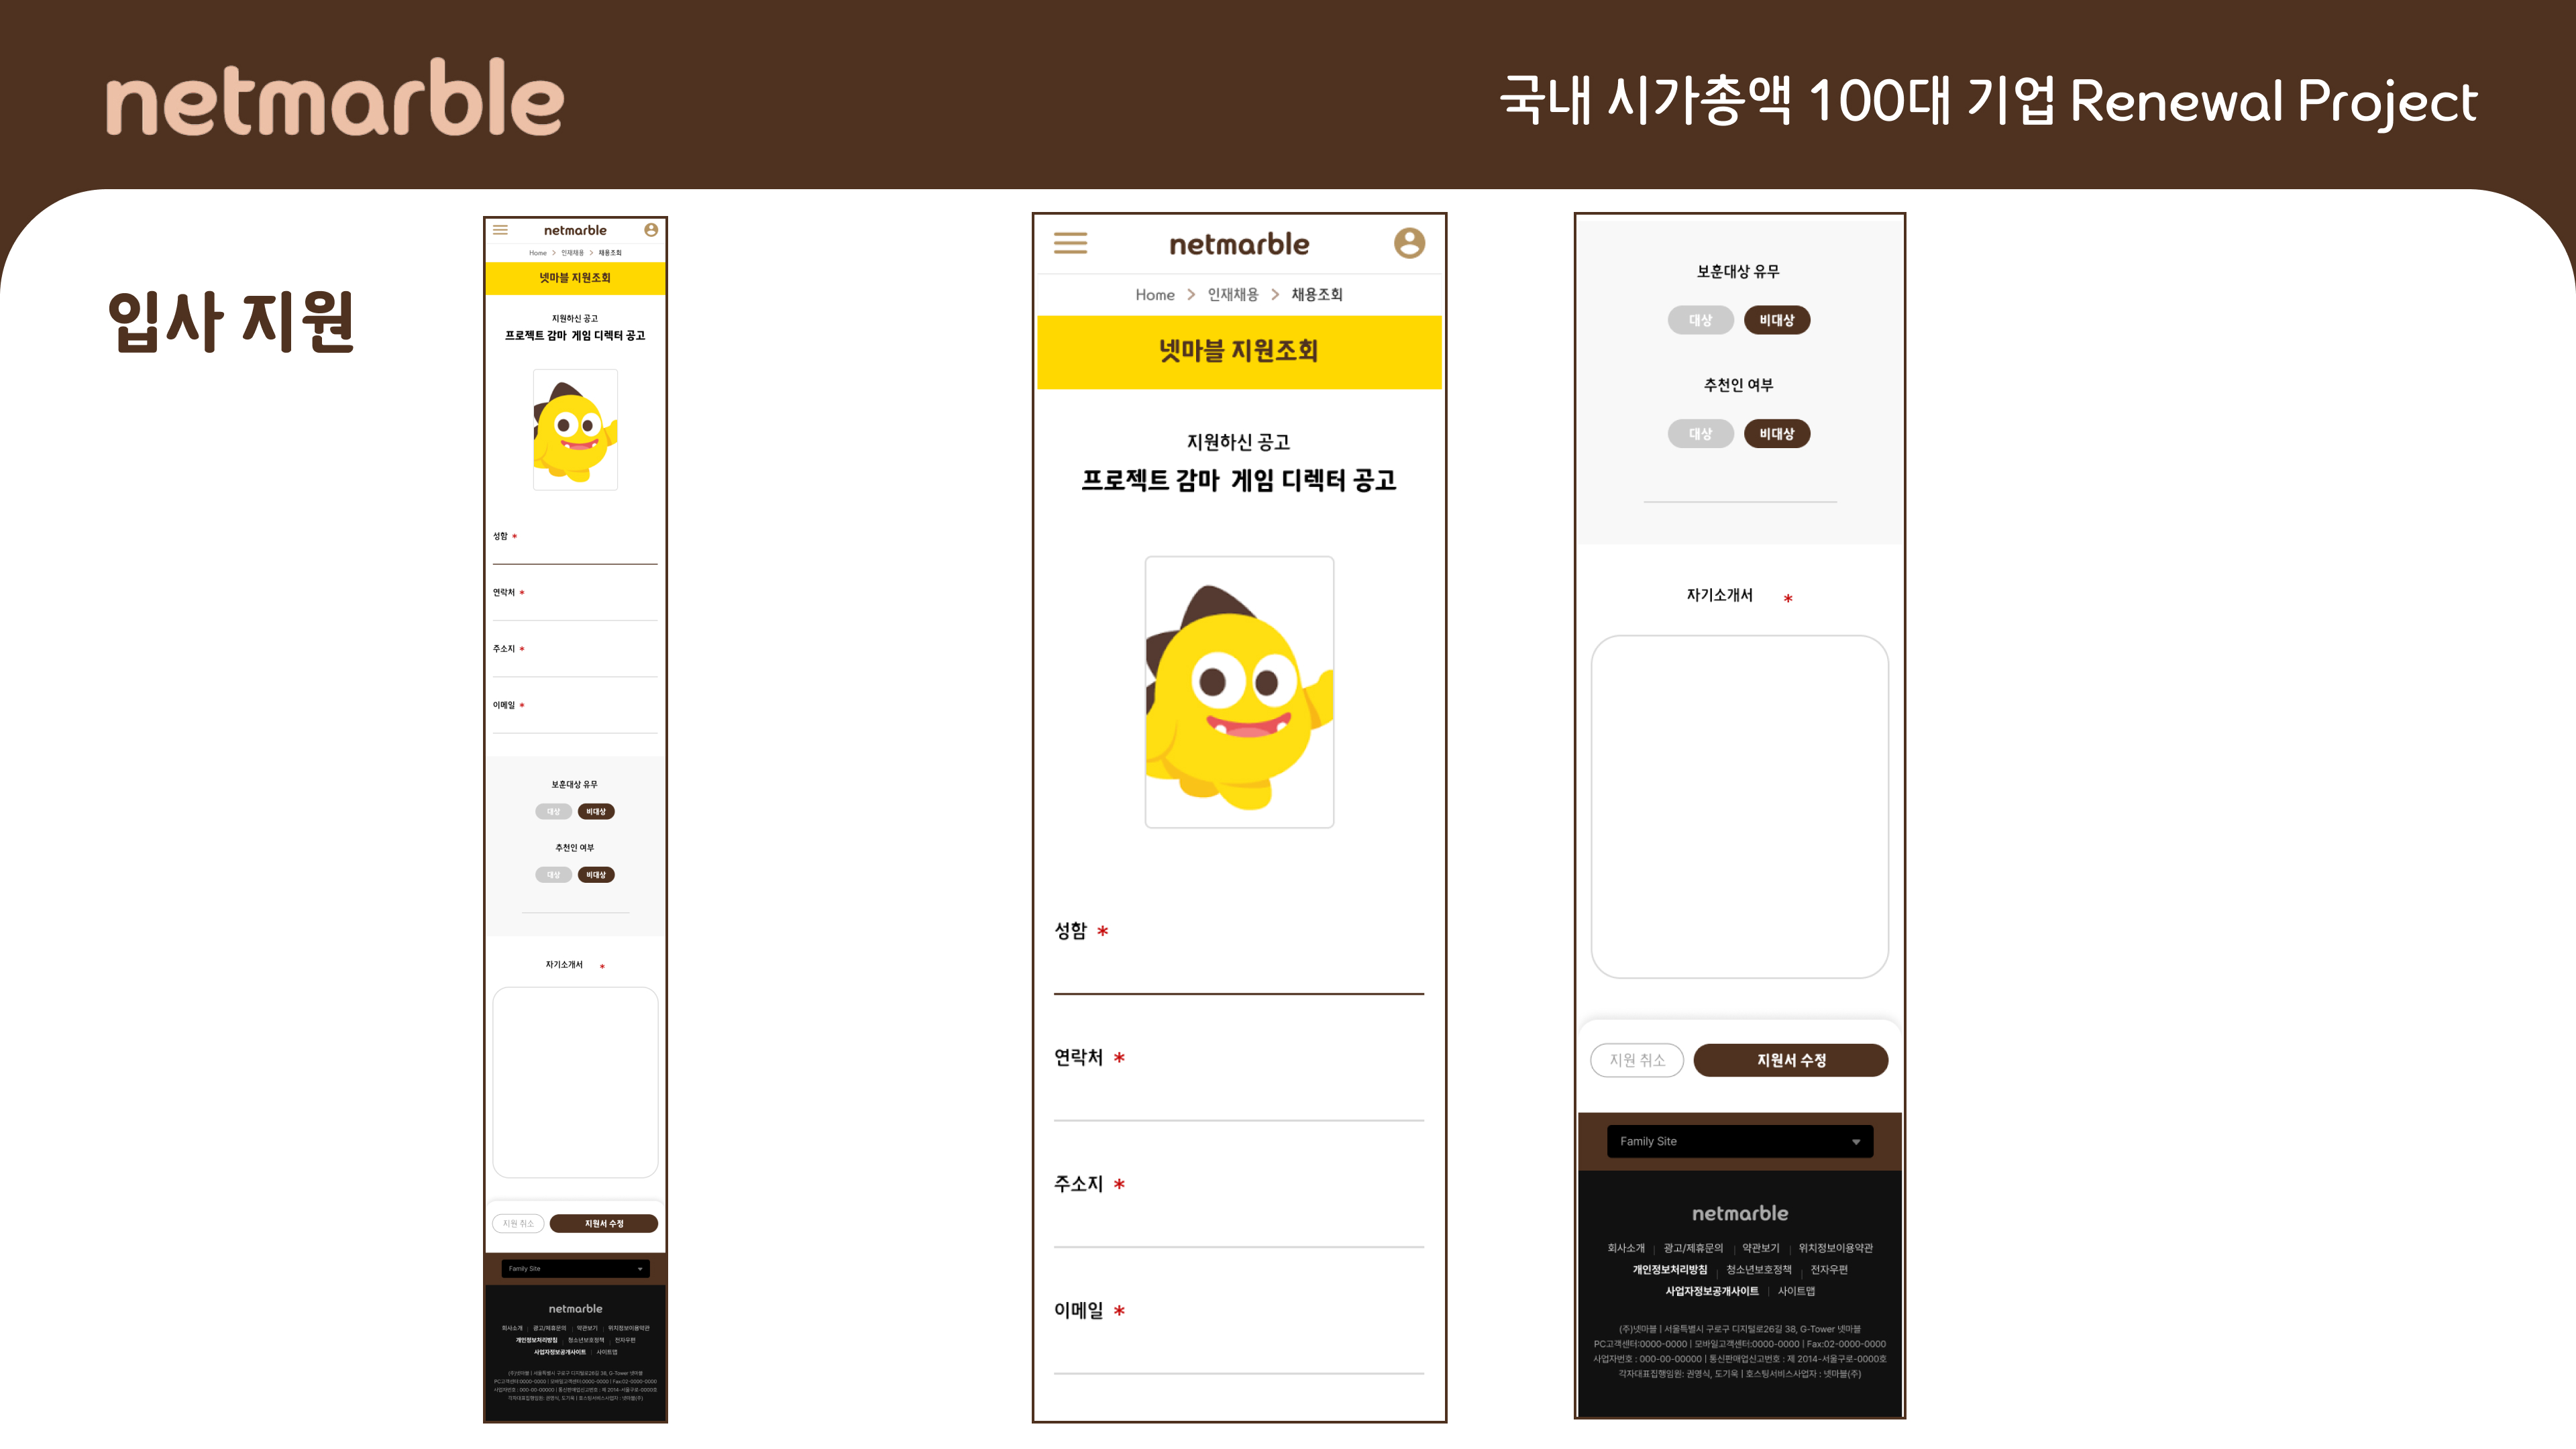 netmarble
국내 시가총액 100대 기업 Renewal Project
입사 지원
netmarble
Home > 인재채용 > 채용조회
넷마블 지원조회
지원하신 공고
프로젝트 감마 게임 디렉터 공고
성함 *
연락처 *
주소지 *
이메일 *
보훈대상 유무
대상 비대상
추천인 여부
대상 비대상
자기소개서 *
지원 취소 지원서 수정
Family Site
netmarble
회사소개 | 광고/제휴문의 | 약관보기 | 위치정보이용약관
개인정보처리방침 | 청소년보호정책 | 전자우편
사업자정보공개사이트 | 사이트맵
(주)넷마블 | 서울특별시 구로구 디지털로26길 38, G-Tower 넷마블
PC고객센터:0000-0000 | 모바일고객센터:0000-0000 | Fax:02-0000-0000
사업자번호 : 000-00-00000 | 통신판매업신고번호 : 제 2014-서울구로-0000호
각자대표집행임원: 권영식, 도기욱 | 호스팅서비스사업자 : 넷마블(주)
netmarble
Home > 인재채용 > 채용조회
넷마블 지원조회
지원하신 공고
프로젝트 감마 게임 디렉터 공고
성함 *
연락처 *
주소지 *
이메일 *
보훈대상 유무
대상 비대상
추천인 여부
대상 비대상
자기소개서 *
지원 취소 지원서 수정
Family Site
netmarble
회사소개 | 광고/제휴문의 | 약관보기 | 위치정보이용약관
개인정보처리방침 | 청소년보호정책 | 전자우편
사업자정보공개사이트 | 사이트맵
(주)넷마블 | 서울특별시 구로구 디지털로26길 38, G-Tower 넷마블
PC고객센터:0000-0000 | 모바일고객센터:0000-0000 | Fax:02-0000-0000
사업자번호 : 000-00-00000 | 통신판매업신고번호 : 제 2014-서울구로-0000호
각자대표집행임원: 권영식, 도기욱 | 호스팅서비스사업자 : 넷마블(주)